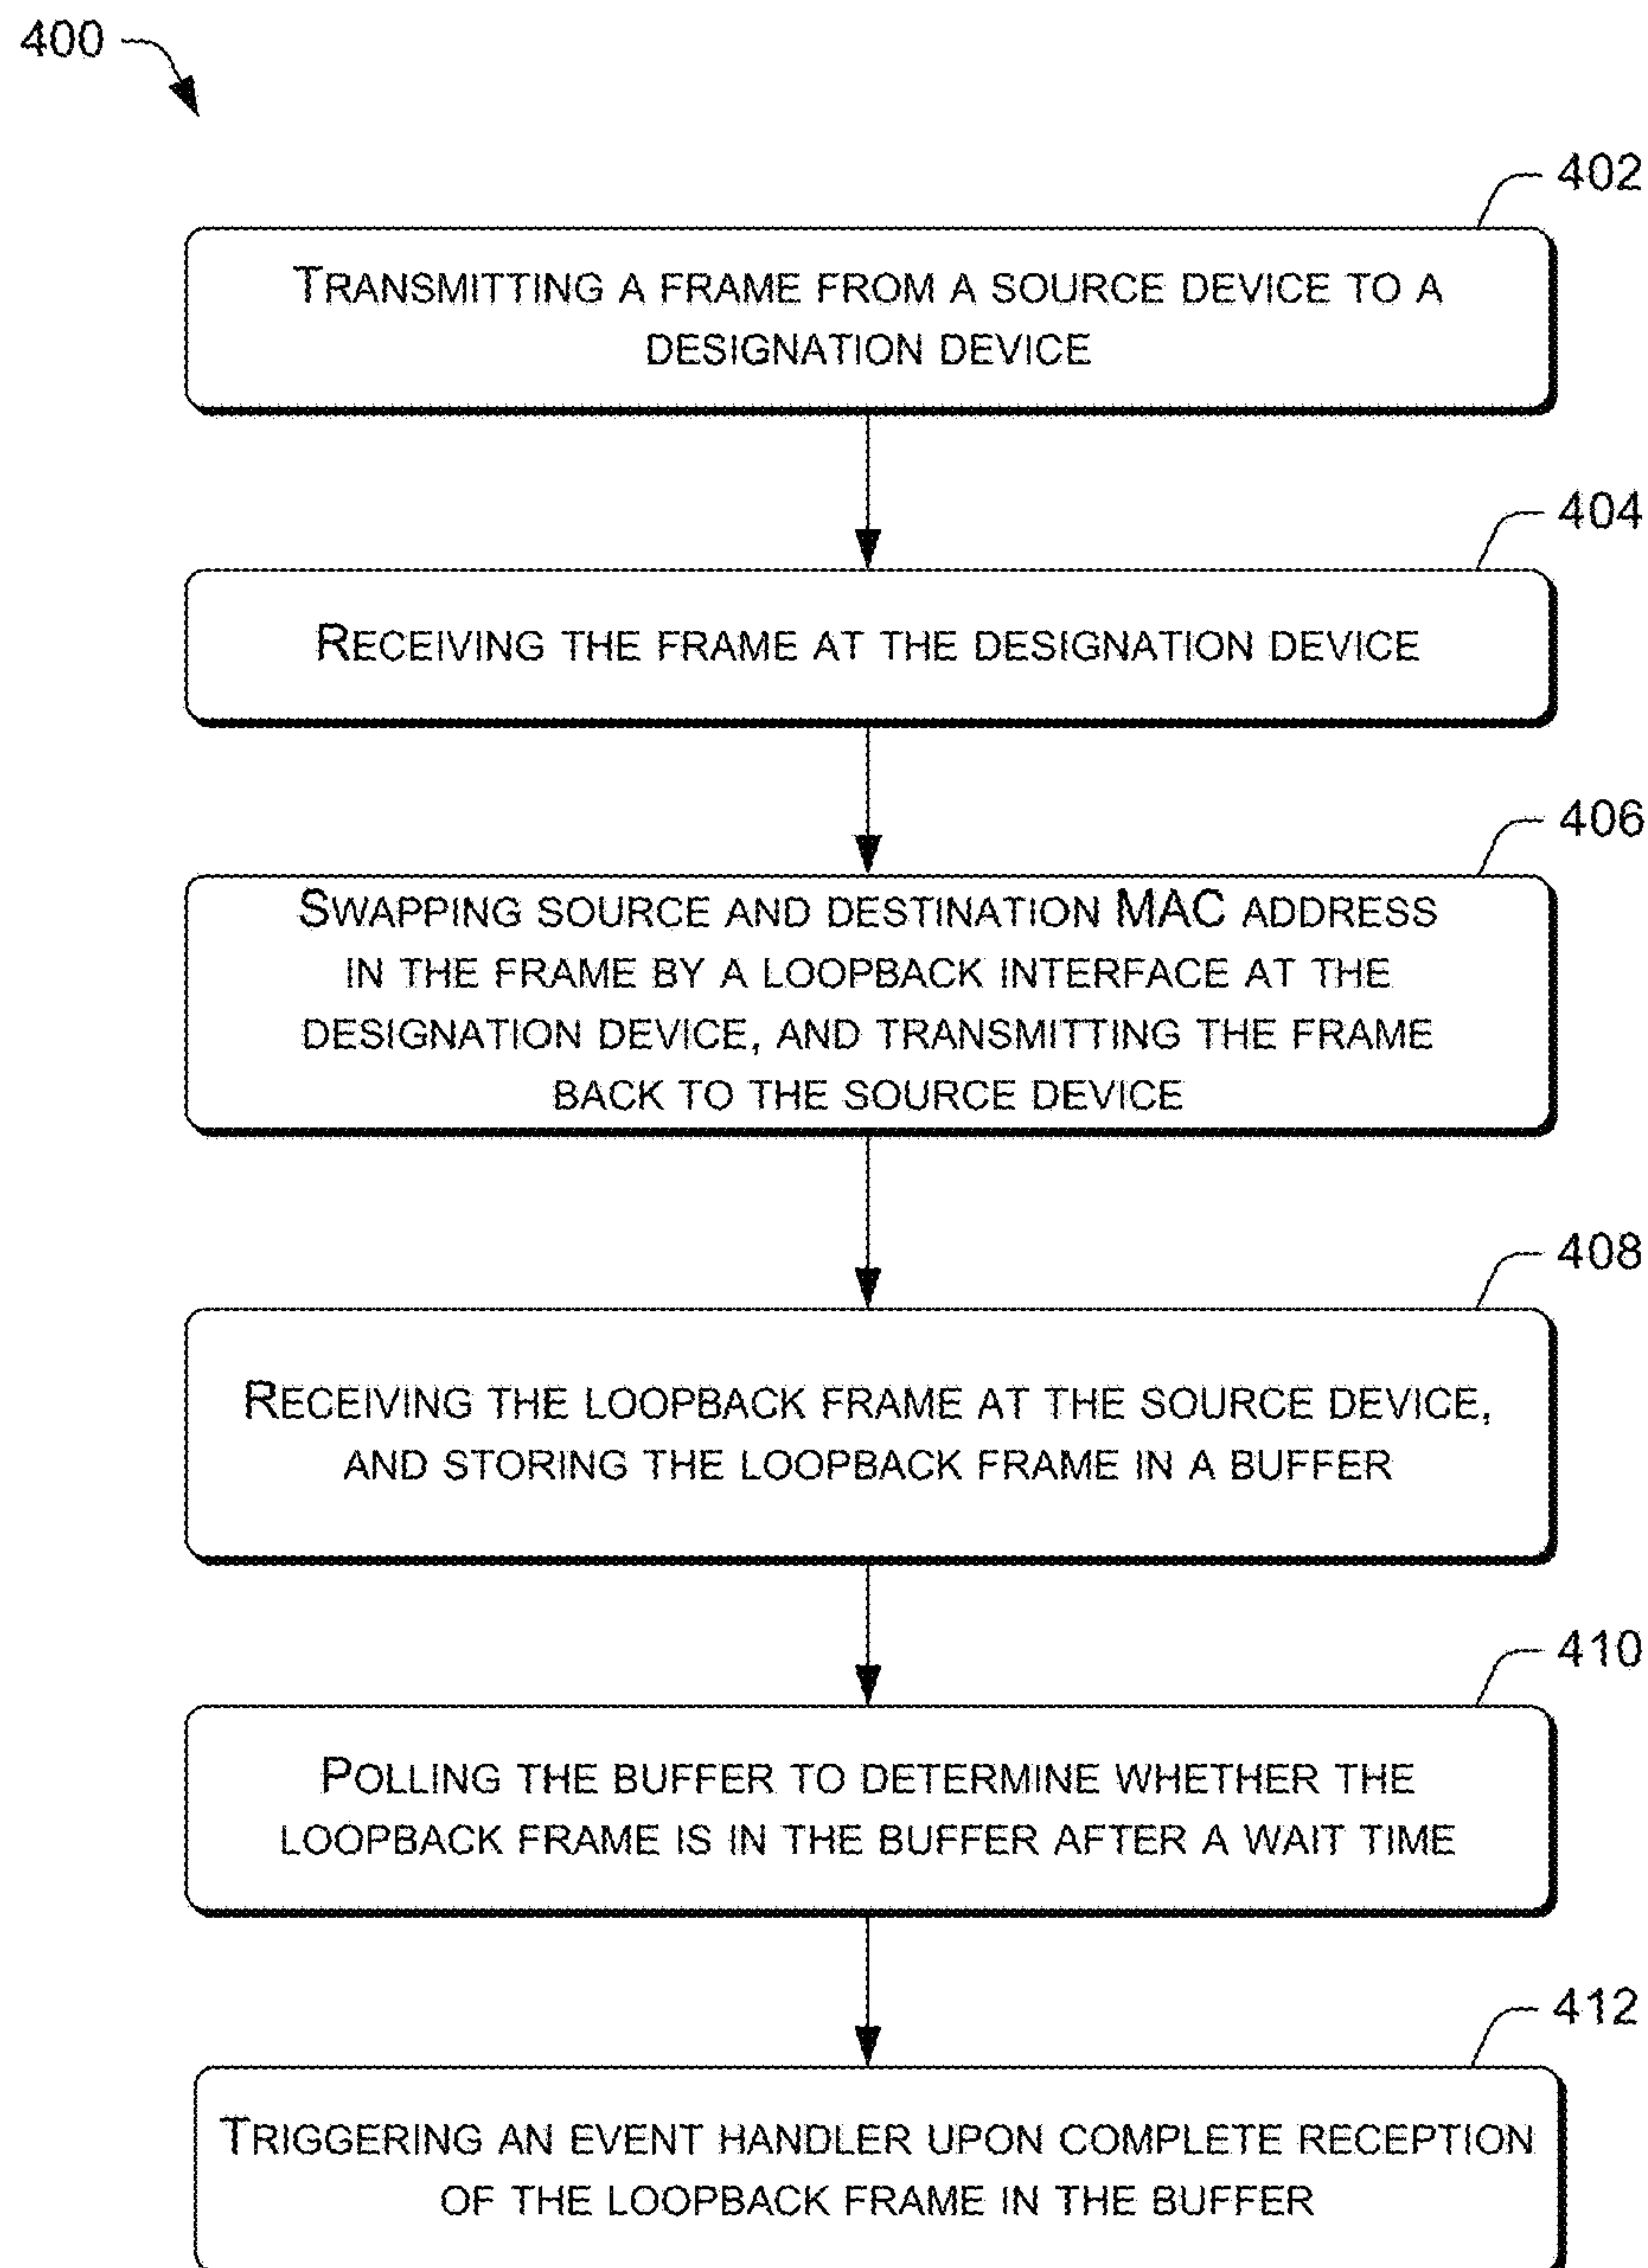 400
402
TRANSMITTING A FRAME FROM A SOURCE DEVICE TO A
DESIGNATION DEVICE
404
RECEIVING THE FRAME AT THE DESIGNATION DEVICE
406
SWAPPING SOURCE AND DESTINATION MAC ADDRESS
IN THE FRAME BY A LOOPBACK INTERFACE AT THE
DESIGNATION DEVICE, AND TRANSMITTING THE FRAME
BACK TO THE SOURCE DEVICE
408
RECEIVING THE LOOPBACK FRAME AT THE SOURCE DEVICE,
AND STORING THE LOOPBACK FRAME IN A BUFFER
410
POLLING THE BUFFER TO DETERMINE WHETHER THE
LOOPBACK FRAME IS IN THE BUFFER AFTER A WAIT TIME
412
TRIGGERING AN EVENT HANDLER UPON COMPLETE RECEPTION
OF THE LOOPBACK FRAME IN THE BUFFER